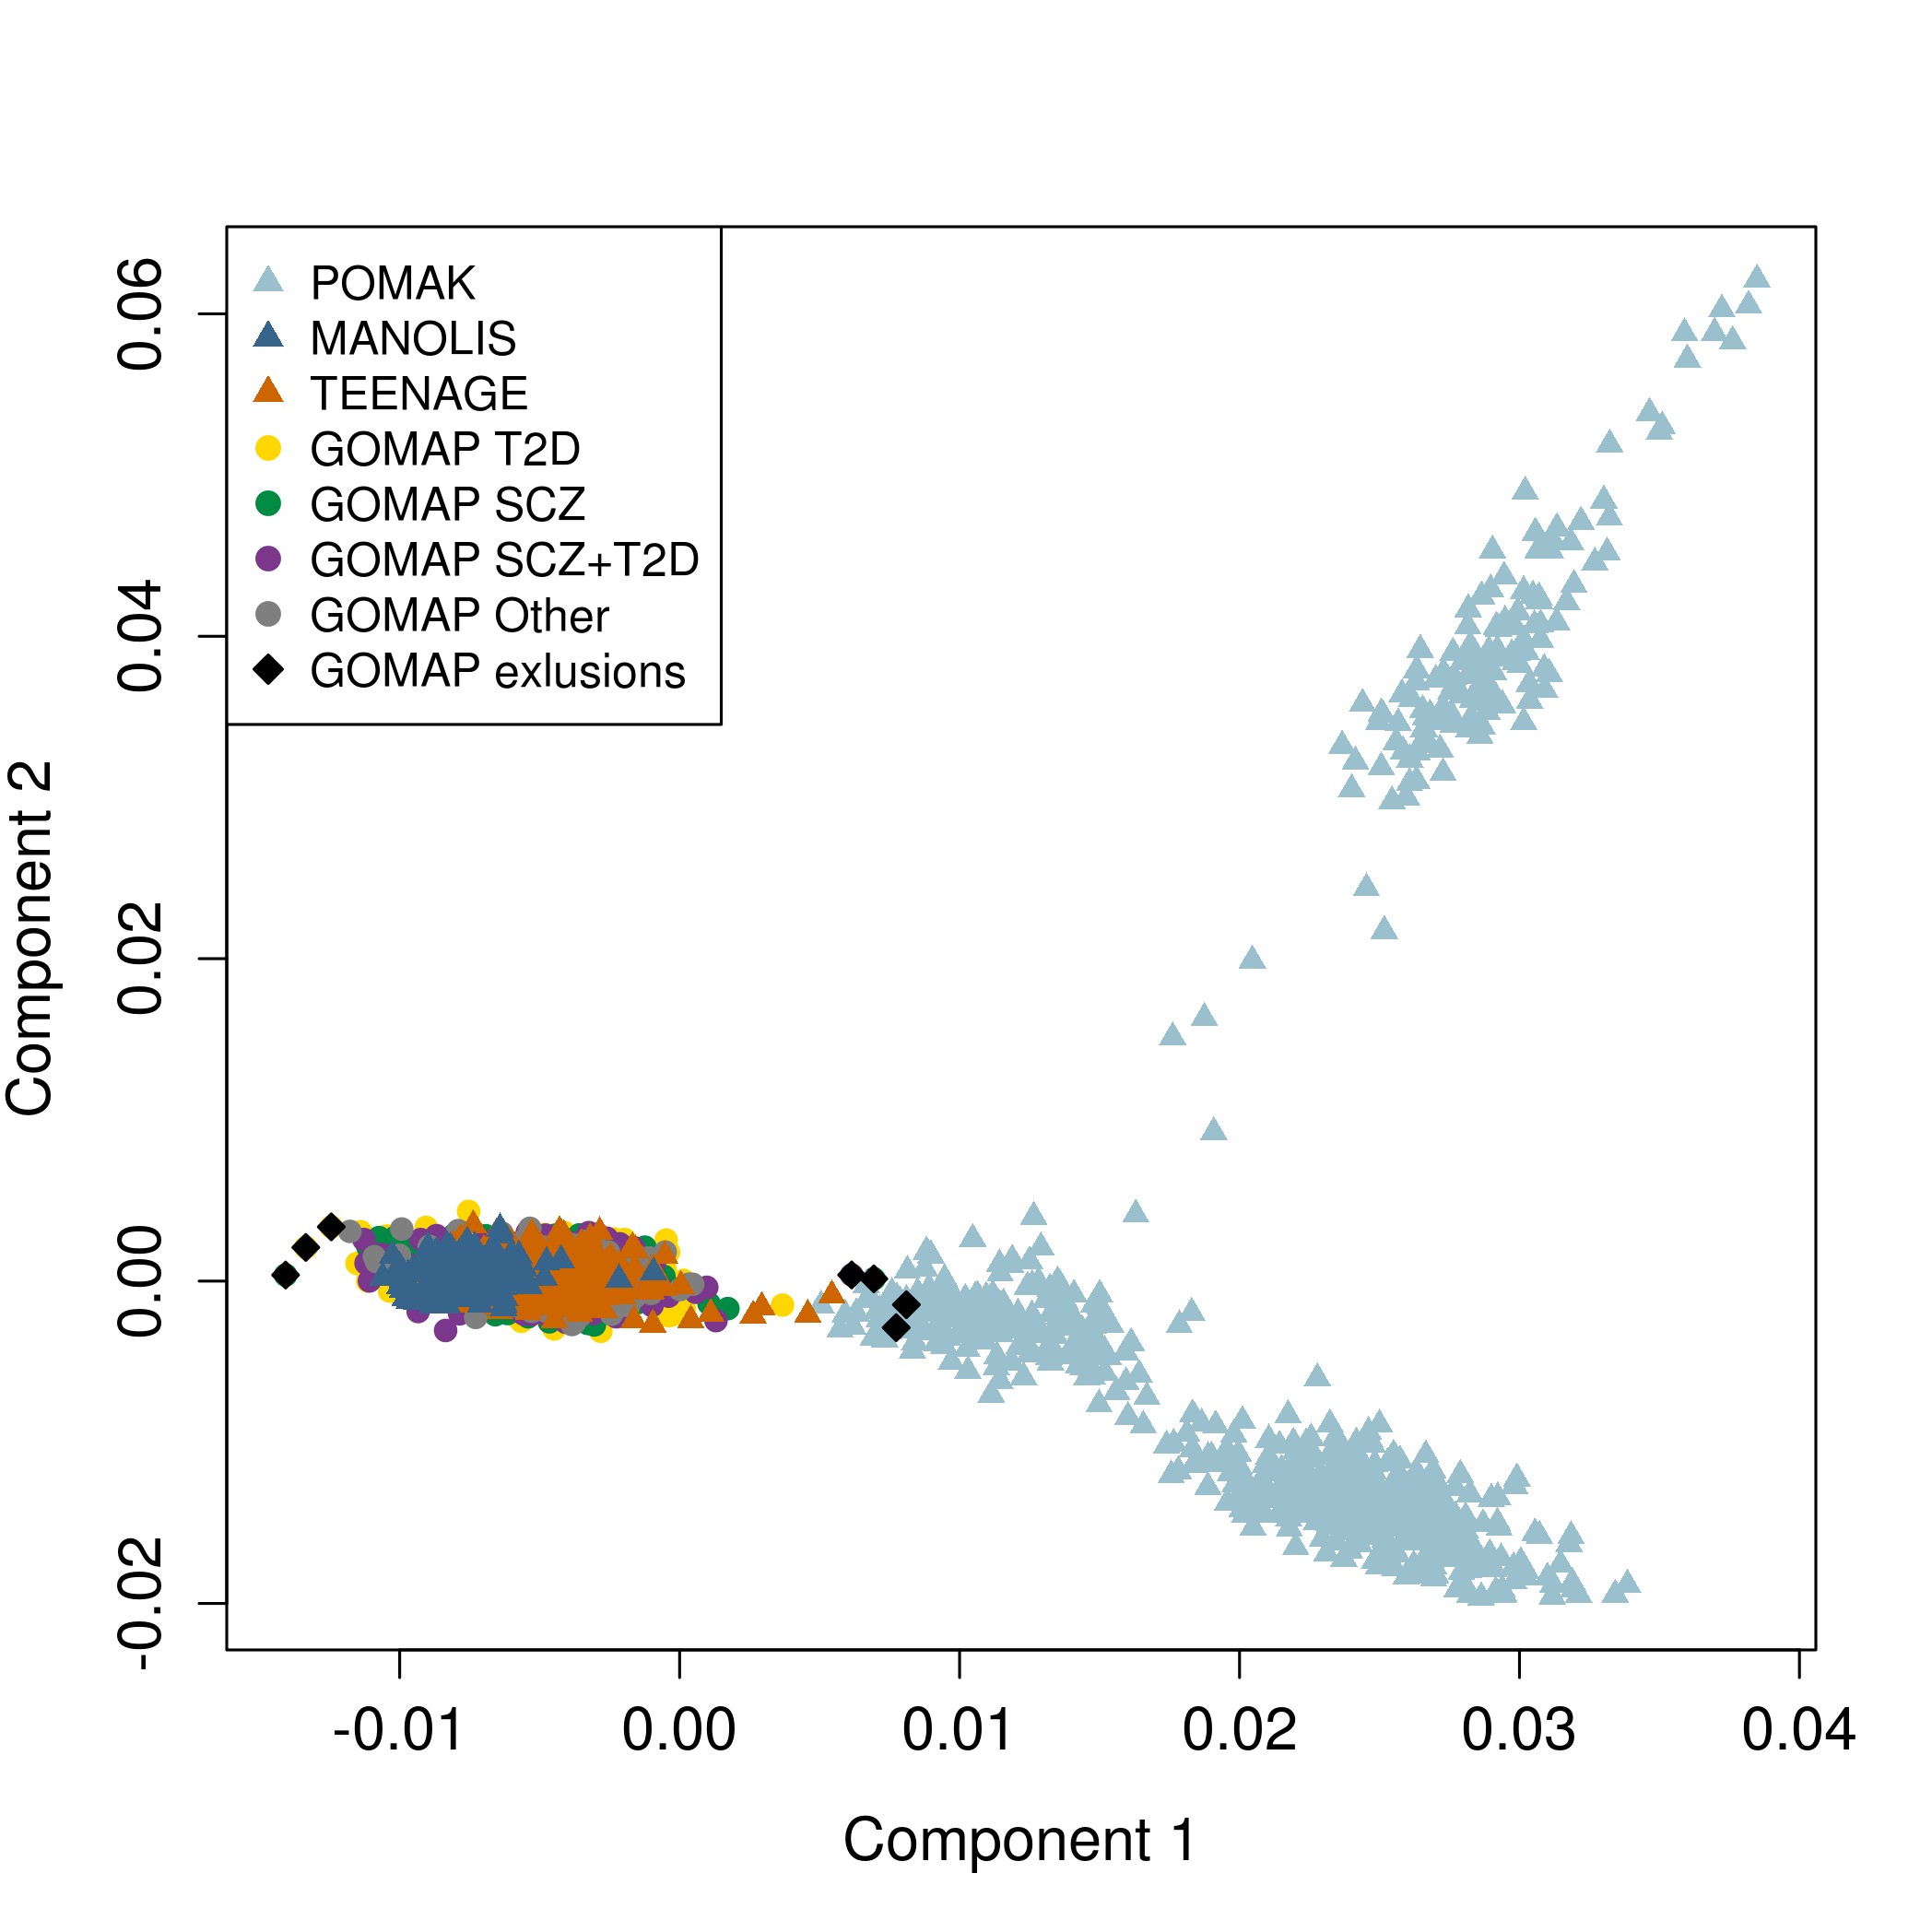 POMAK
MANOLIS
TEENAGE
GOMAP T2D
GOMAP SCZ
GOMAP SCZ+T2D
GOMAP Other
GOMAP exlusions
Component 2
0.06
0.04
0.02
0.00
-0.02
-0.01 0.00 0.01 0.02 0.03 0.04
Component 1